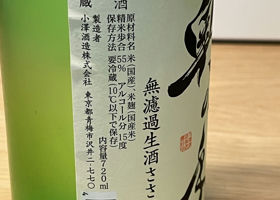 無濾過生酒ささ
酒
蔵
原材料名 米(国産)、米麹(国産米)
精米歩合 55% アルコール分 15度
保存方法 要冷蔵(10℃以下で保存)
内容量720ml
製造者
小澤酒造株式会社
東京都青梅市沢井二-七七〇